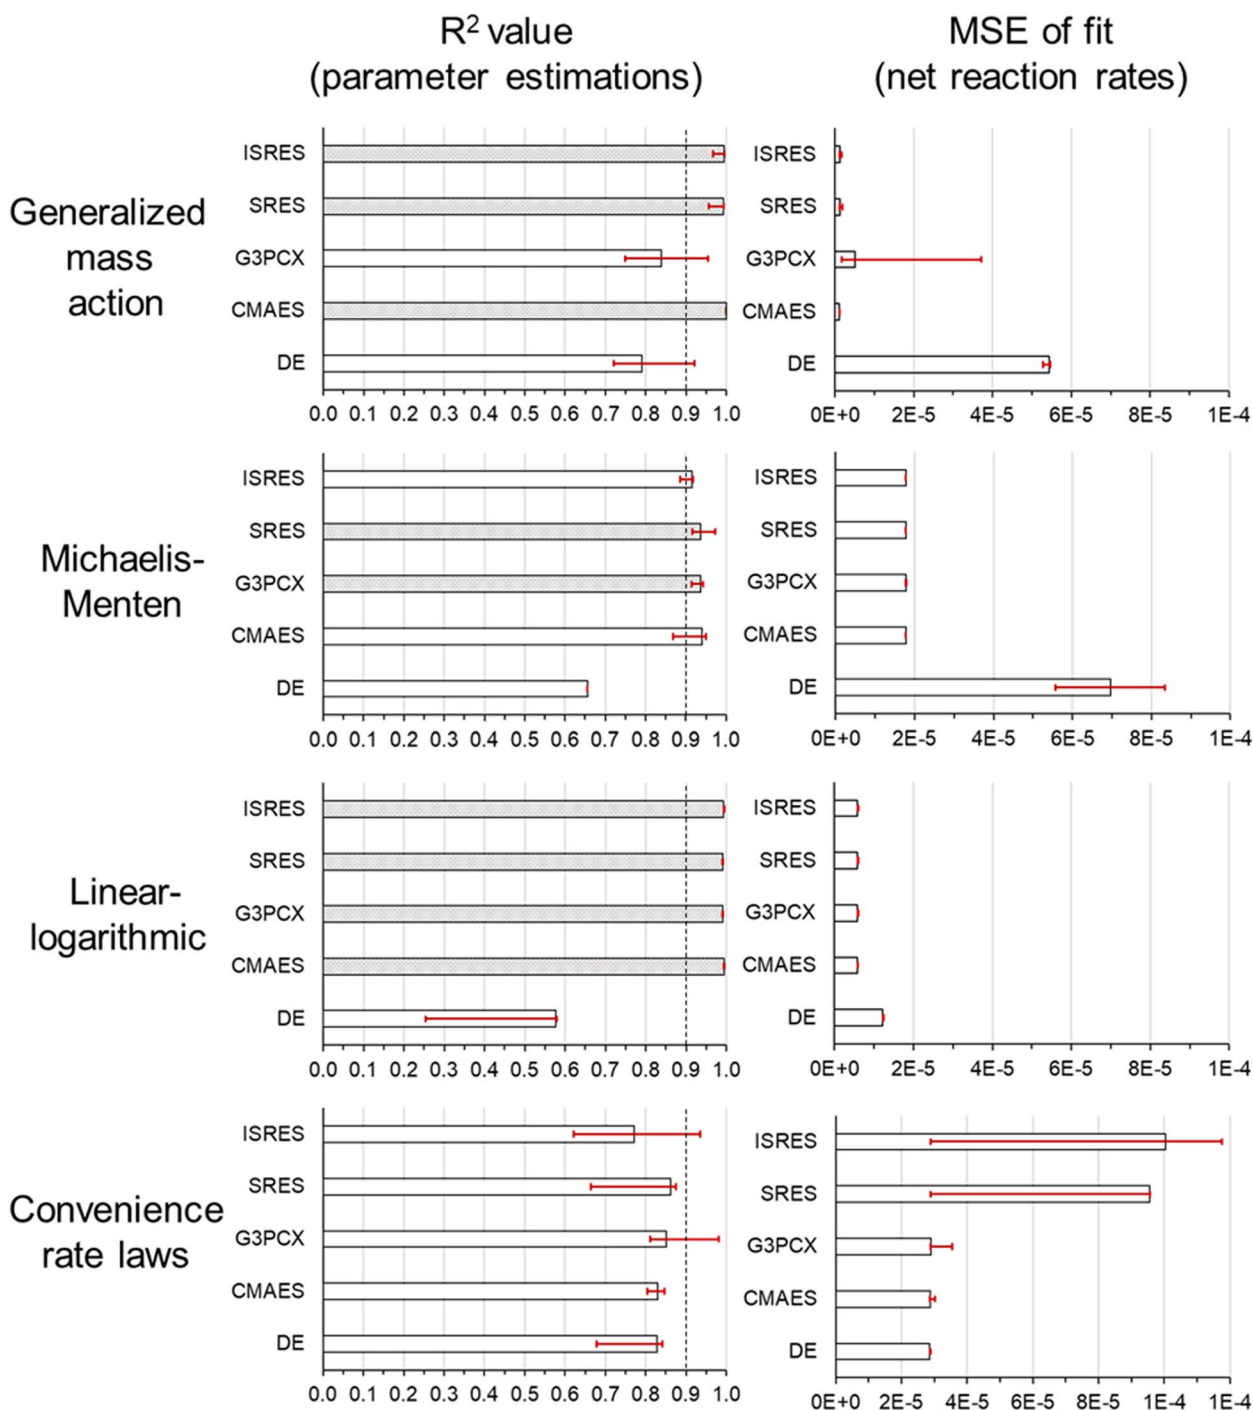 R² value
(parameter estimations)
MSE of fit
(net reaction rates)
Generalized
mass
action
ISRES
SRES
G3PCX
CMAES
DE
0.0 0.1 0.2 0.3 0.4 0.5 0.6 0.7 0.8 0.9 1.0
ISRES
SRES
G3PCX
CMAES
DE
0E+0 2E-5 4E-5 6E-5 8E-5 1E-4
Michaelis-
Menten
ISRES
SRES
G3PCX
CMAES
DE
0.0 0.1 0.2 0.3 0.4 0.5 0.6 0.7 0.8 0.9 1.0
ISRES
SRES
G3PCX
CMAES
DE
0E+0 2E-5 4E-5 6E-5 8E-5 1E-4
Linear-
logarithmic
ISRES
SRES
G3PCX
CMAES
DE
0.0 0.1 0.2 0.3 0.4 0.5 0.6 0.7 0.8 0.9 1.0
ISRES
SRES
G3PCX
CMAES
DE
0E+0 2E-5 4E-5 6E-5 8E-5 1E-4
Convenience
rate laws
ISRES
SRES
G3PCX
CMAES
DE
0.0 0.1 0.2 0.3 0.4 0.5 0.6 0.7 0.8 0.9 1.0
ISRES
SRES
G3PCX
CMAES
DE
0E+0 2E-5 4E-5 6E-5 8E-5 1E-4 1E-4